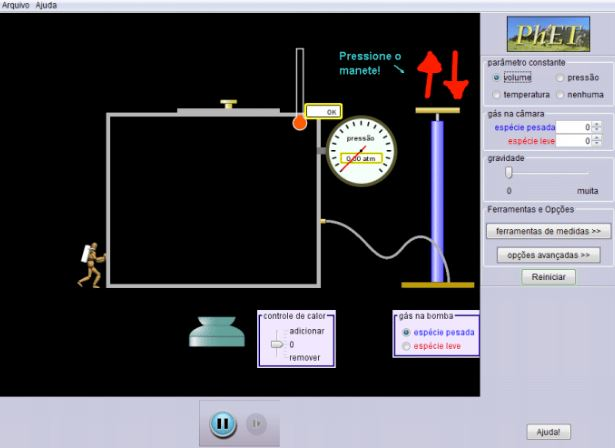 Arquivo Ajuda
Pressione o
manete!
PhET
parâmetro constante
volume pressão
temperatura nenhuma
0K
pressão
0,00 atm
gás na câmara
espécie pesada 0
espécie leve 0
gravidade
0 muita
Ferramentas e Opções
ferramentas de medidas >>
opções avançadas >>
Reiniciar
controle de calor
adicionar
0
remover
gás na bomba
espécie pesada
espécie leve
Ajuda!